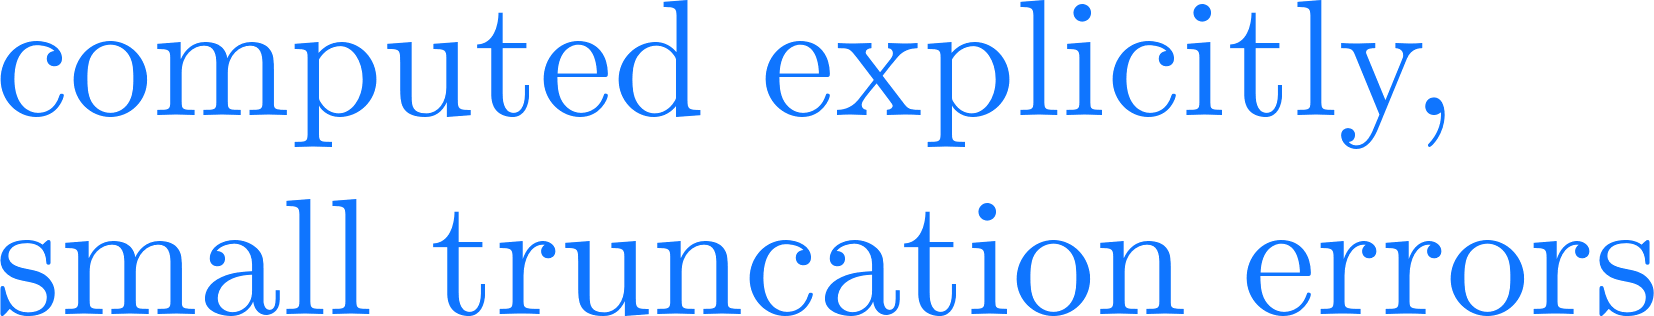 computed explicitly,
small truncation errors